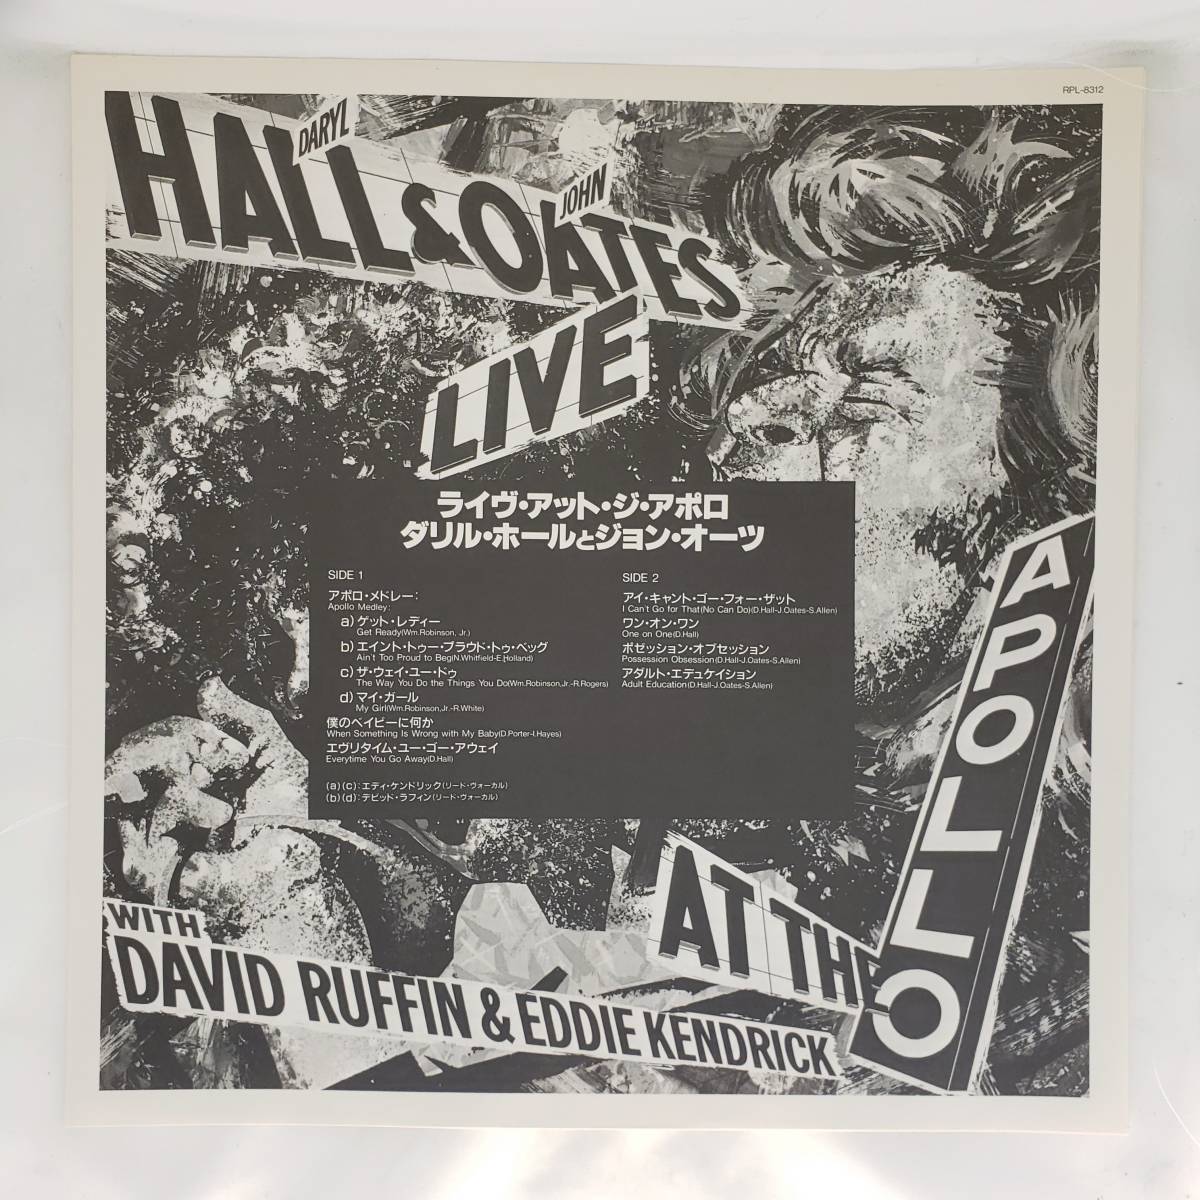 RPL-8312
DARYL
HALL & OATES
JOHN
LIVE
ライヴ・アット・ジ・アポロ
ダリル・ホールとジョン・オーツ
SIDE 1
アポロ・メドレー:
Apollo Medley:
a) ゲット・レディー
Get Ready(Wm.Robinson, Jr.)
b) エイント・トゥー・プラウド・トゥ・ベッグ
Ain't Too Proud to Beg(N.Whitfield-E.Holland)
c) ザ・ウェイ・ユー・ドゥ
The Way You Do the Things You Do(Wm.Robinson,Jr.-R.Rogers)
d) マイ・ガール
My Girl(Wm.Robinson,Jr.-R.White)
僕のベイビーに何か
When Something Is Wrong with My Baby(D.Porter-I.Hayes)
エヴリタイム・ユー・ゴー・アウェイ
Everytime You Go Away(D.Hall)
(a)(c):エディ・ケンドリック(リード・ヴォーカル)
(b)(d):デビッド・ラフィン(リード・ヴォーカル)
SIDE 2
アイ・キャント・ゴー・フォー・ザット
I Can't Go for That(No Can Do)(D.Hall-J.Oates-S.Allen)
ワン・オン・ワン
One on One(D.Hall)
ポゼッション・オブセッション
Possession Obsession(D.Hall-J.Oates-S.Allen)
アダルト・エデュケイション
Adult Education(D.Hall-J.Oates-S.Allen)
AT THE
APOLLO
WITH
DAVID RUFFIN & EDDIE KENDRICK